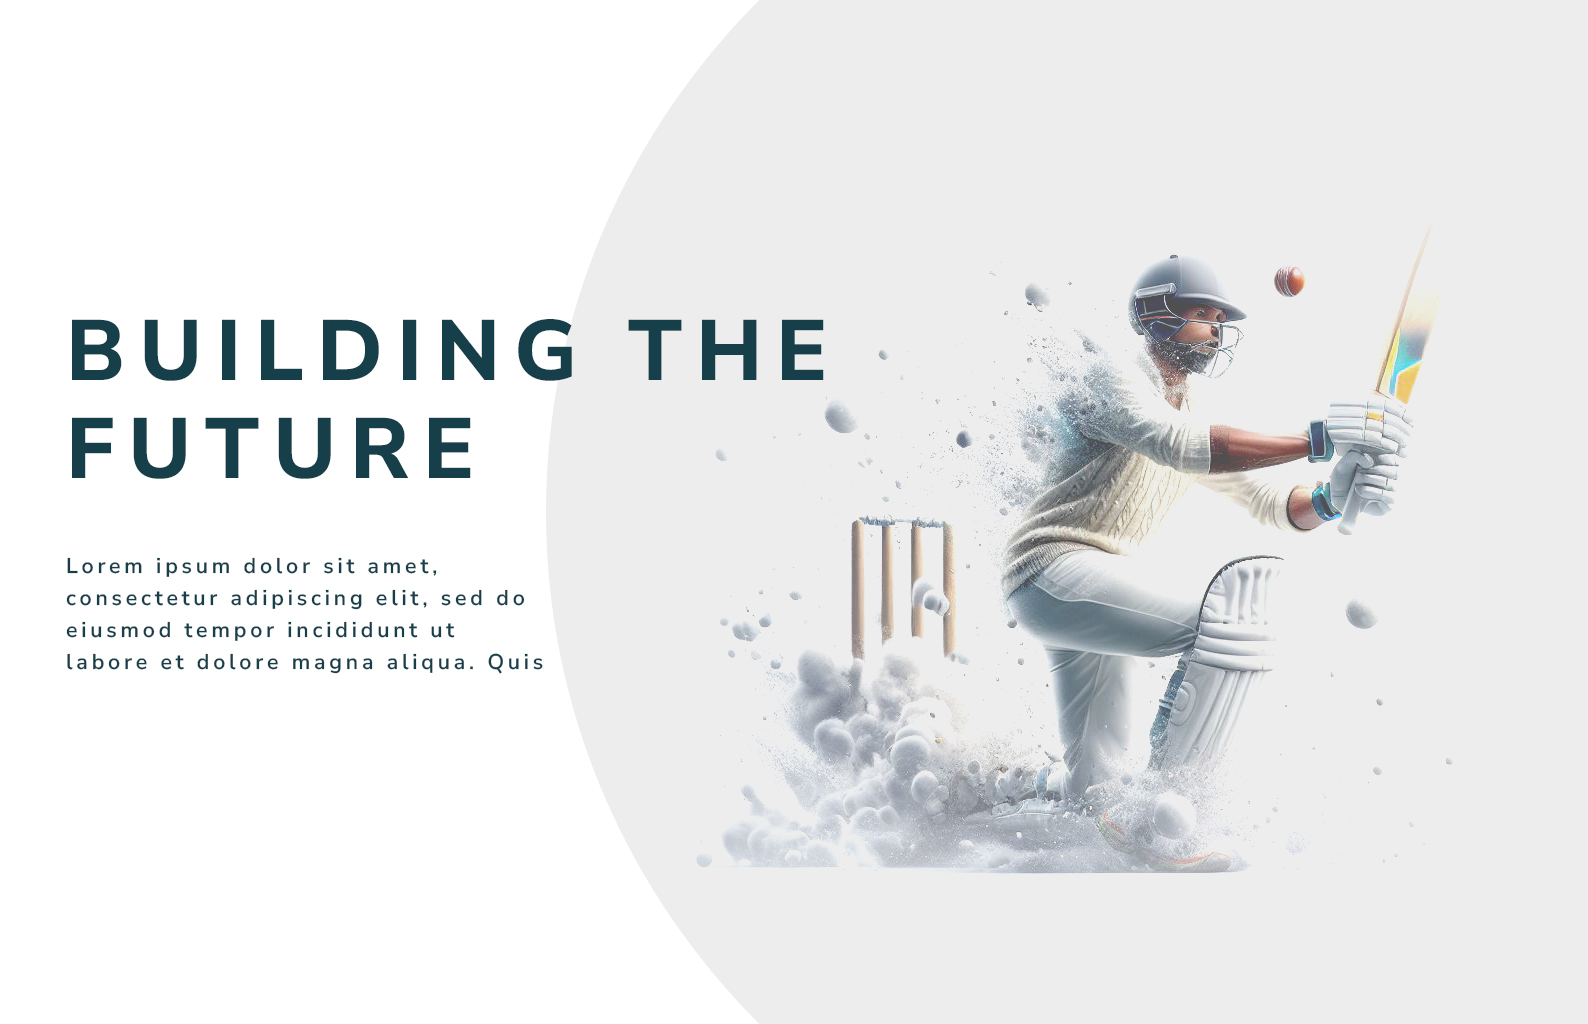 BUILDING THE
FUTURE
Lorem ipsum dolor sit amet,
consectetur adipiscing elit, sed do
eiusmod tempor incididunt ut
labore et dolore magna aliqua. Quis